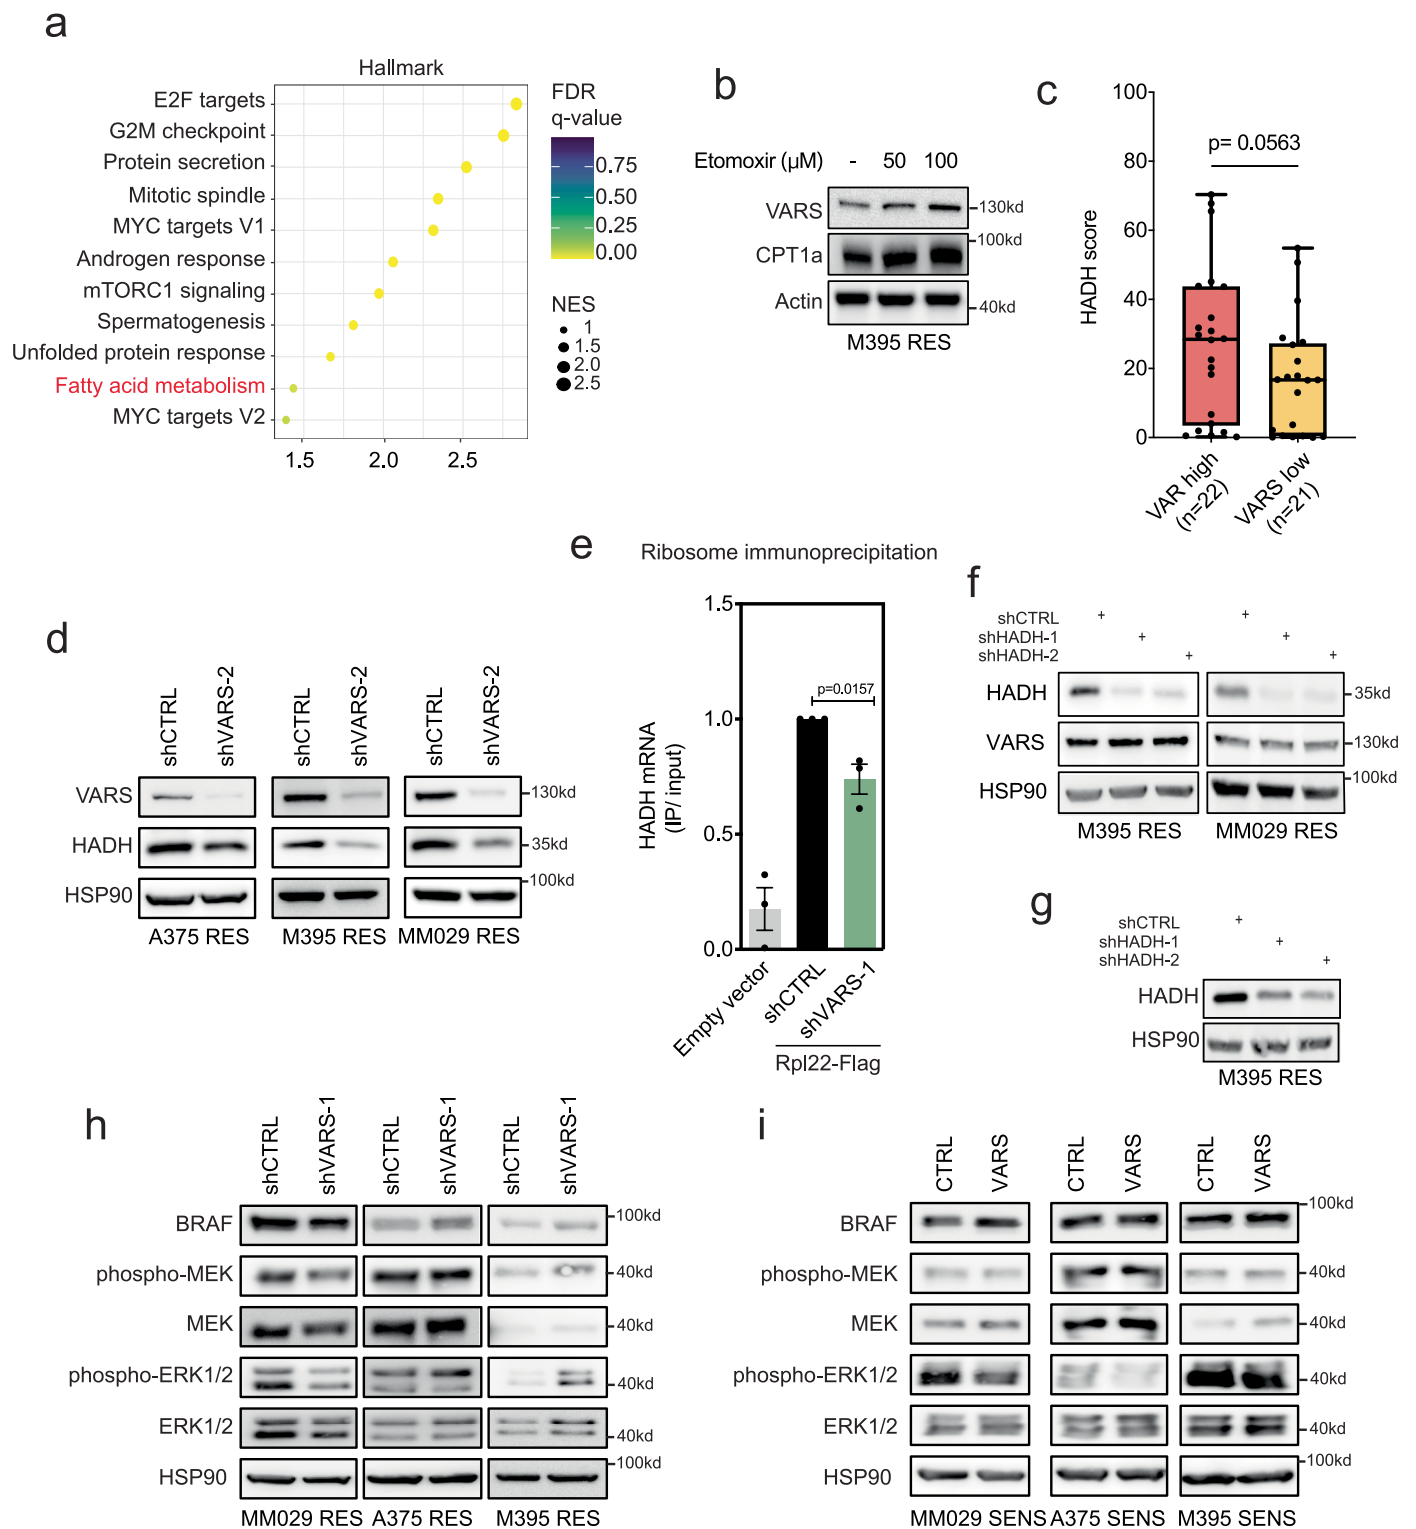 a
Hallmark
E2F targets
G2M checkpoint
Protein secretion
Mitotic spindle
MYC targets V1
Androgen response
mTORC1 signaling
Spermatogenesis
Unfolded protein response
Fatty acid metabolism
MYC targets V2
1.5 2.0 2.5
FDR
q-value
0.75
0.50
0.25
0.00
NES
1
1.5
2.0
2.5
b
Etomoxir (µM) - 50 100
VARS 130kd
CPT1a 100kd
Actin 40kd
M395 RES
c
HADH score
100
80
60
40
20
0
p= 0.0563
VAR high
(n=22)
VARS low
(n=21)
d
shCTRL shVARS-2 shCTRL shVARS-2 shCTRL shVARS-2
VARS 130kd
HADH 35kd
HSP90 100kd
A375 RES M395 RES MM029 RES
e
Ribosome immunoprecipitation
HADH mRNA
(IP/ input)
1.5
1.0
0.5
0.0
p=0.0157
Empty vector
shCTRL
shVARS-1
Rpl22-Flag
f
shCTRL + +
shHADH-1 + +
shHADH-2 + +
HADH 35kd
VARS 130kd
HSP90 100kd
M395 RES MM029 RES
g
shCTRL +
shHADH-1 +
shHADH-2 +
HADH
HSP90
M395 RES
h
shCTRL shVARS-1 shCTRL shVARS-1 shCTRL shVARS-1
BRAF 100kd
phospho-MEK 40kd
MEK 40kd
phospho-ERK1/2 40kd
ERK1/2 40kd
HSP90 100kd
MM029 RES A375 RES M395 RES
i
CTRL VARS CTRL VARS CTRL VARS
BRAF 100kd
phospho-MEK 40kd
MEK 40kd
phospho-ERK1/2 40kd
ERK1/2 40kd
HSP90 100kd
MM029 SENS A375 SENS M395 SENS